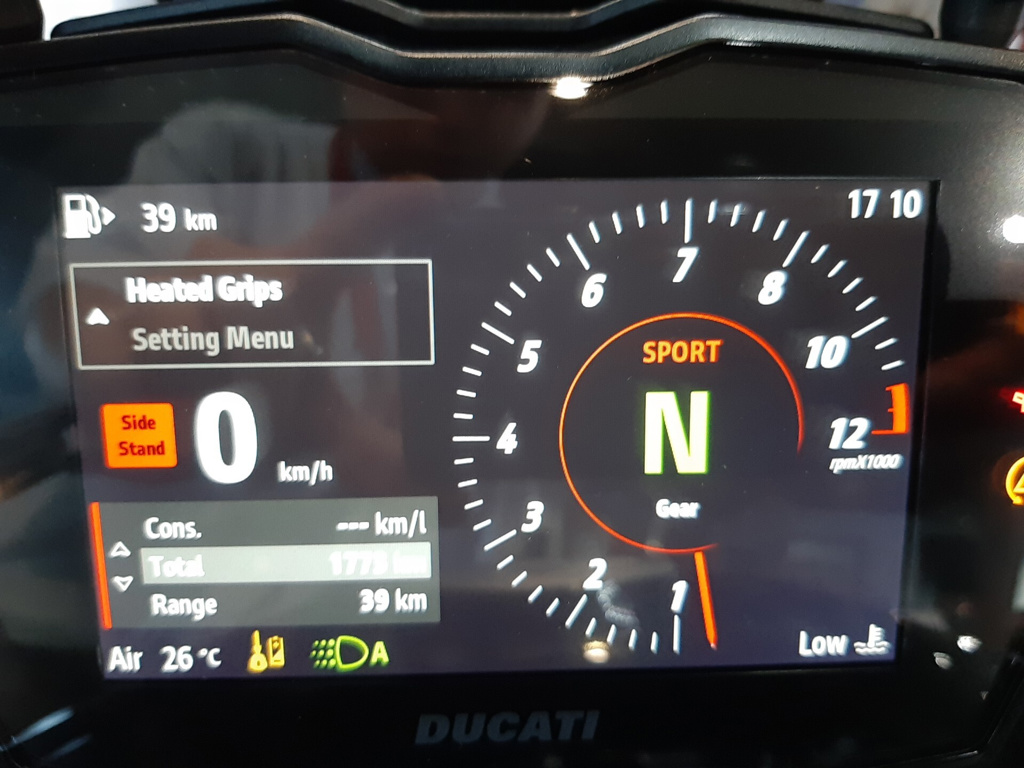 39 km
17 10
Heated Grips
Setting Menu
Side
Stand
0 km/h
Cons. --- km/l
Total
Range 39 km
Air 26 °C
A
SPORT
N
Gear
1
2
3
4
5
6
7
8
10
12
rpmX1000
Low
DUCATI